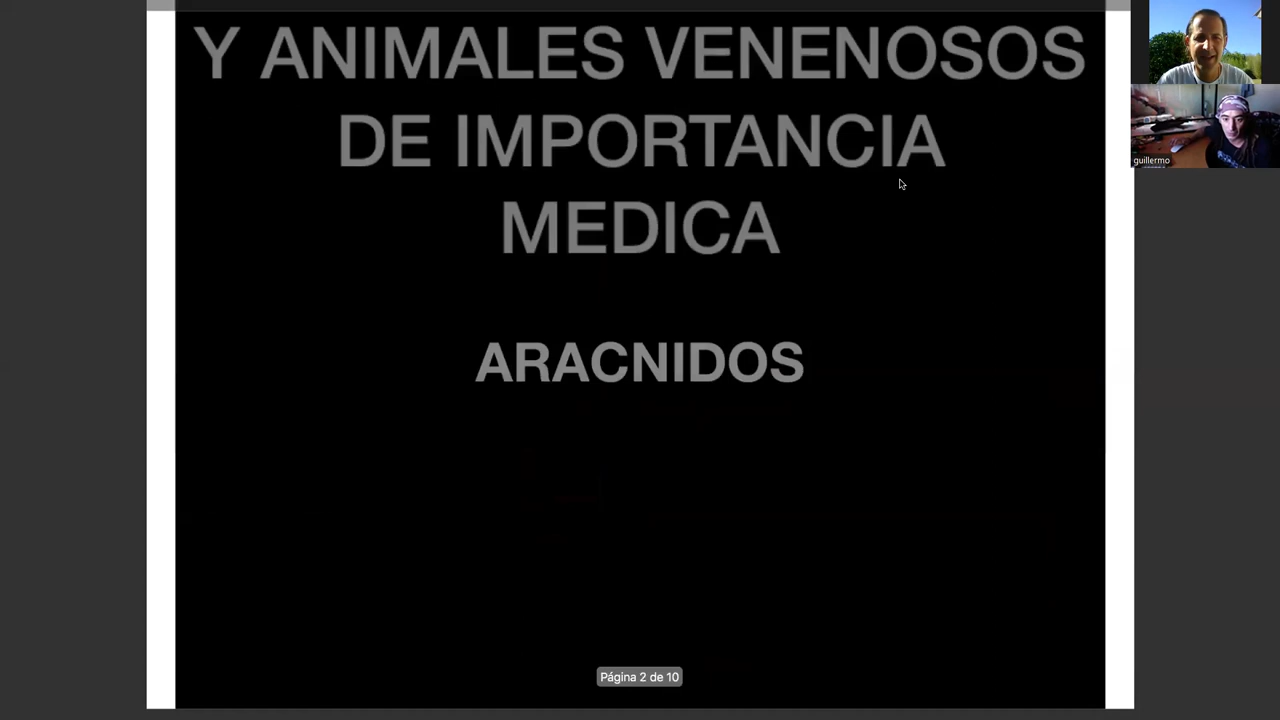 Y ANIMALES VENENOSOS
DE IMPORTANCIA
MEDICA
ARACNIDOS
Página 2 de 10
guillermo